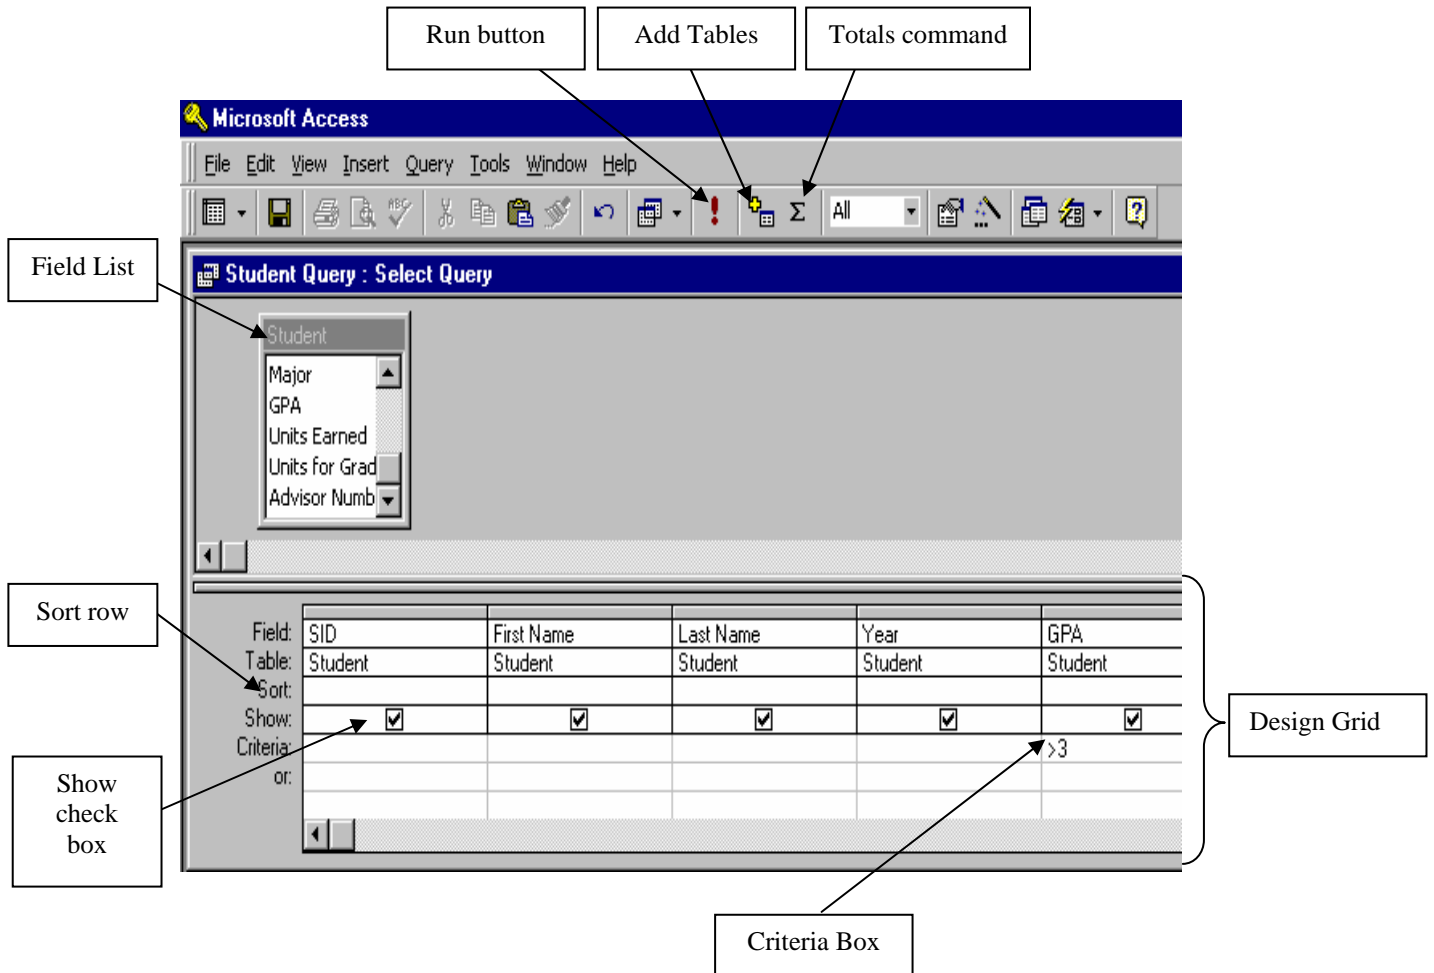 Run button
Add Tables
Totals command
Microsoft Access
File Edit View Insert Query Tools Window Help
ABC
All
Field List
Student Query : Select Query
Student
Major
GPA
Units Earned
Units for Grad
Advisor Numb
Sort row
Field: SID First Name Last Name Year GPA
Table: Student Student Student Student Student
Sort:
Show:
Criteria: >3
or:
Design Grid
Show
check
box
Criteria Box